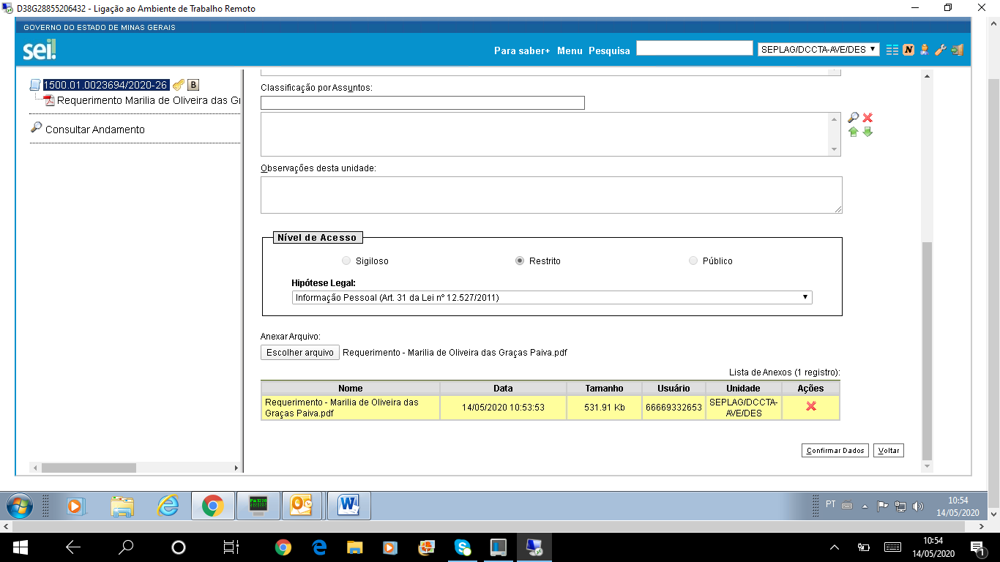 D38G28855206432 - Ligação ao Ambiente de Trabalho Remoto
GOVERNO DO ESTADO DE MINAS GERAIS
sei!
Para saber+ Menu Pesquisa
SEPLAG/DCCTA-AVE/DES
N
1500.01.0023694/2020-26
B
Requerimento Marilia de Oliveira das Gr
Consultar Andamento
Classificação por Assuntos:
Observações desta unidade:
Nível de Acesso
Sigiloso
Restrito
Público
Hipótese Legal:
Informação Pessoal (Art. 31 da Lei nº 12.527/2011)
Anexar Arquivo:
Escolher arquivo Requerimento - Marilia de Oliveira das Graças Paiva.pdf
Lista de Anexos (1 registro):
Nome Data Tamanho Usuário Unidade Ações
Requerimento - Marilia de Oliveira das
Graças Paiva.pdf
14/05/2020 10:53:53
531.91 Kb
66669332653
SEPLAG/DCCTA-
AVE/DES
Confirmar Dados
Voltar
PT
10:54
14/05/2020
10:54
14/05/2020
1